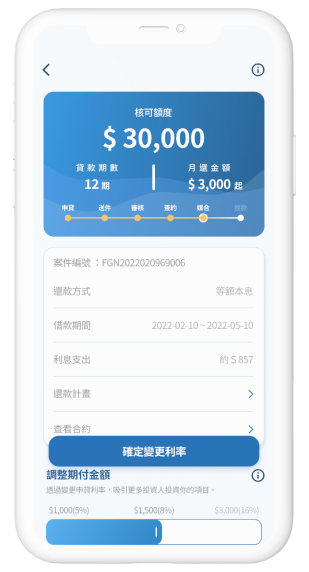 核可額度
$ 30,000
貸款期數
月還金額
12 期
$ 3,000 起
申貸 送件 審核 簽約 媒合 撥款
案件編號：FGN2022020969006
還款方式 等額本息
借款期間 2022-02-10 ~ 2022-05-10
利息支出 約 $ 857
還款計畫
查看合約
確定變更利率
調整期付金額
透過變更申貸利率，吸引更多投資人投資你的項目。
$1,000(5%) $1,500(8%) $3,000(16%)